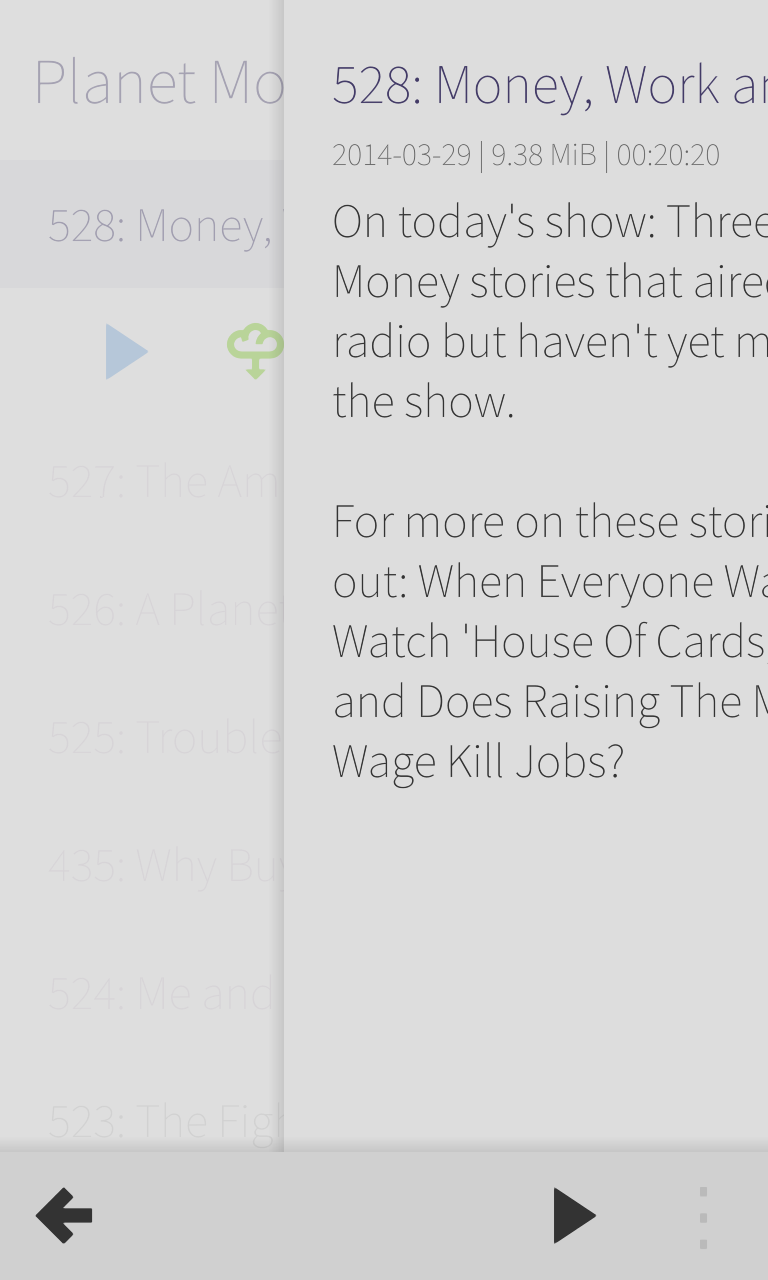 Planet Mo
528: Money,
527: The Am
526: A Planet
525: Trouble
435: Why Buy
524: Me and
523: The Figh
528: Money, Work an
2014-03-29 | 9.38 MiB | 00:20:20
On today's show: Three
Money stories that aired
radio but haven't yet m
the show.
For more on these stori
out: When Everyone Wa
Watch 'House Of Cards,
and Does Raising The M
Wage Kill Jobs?